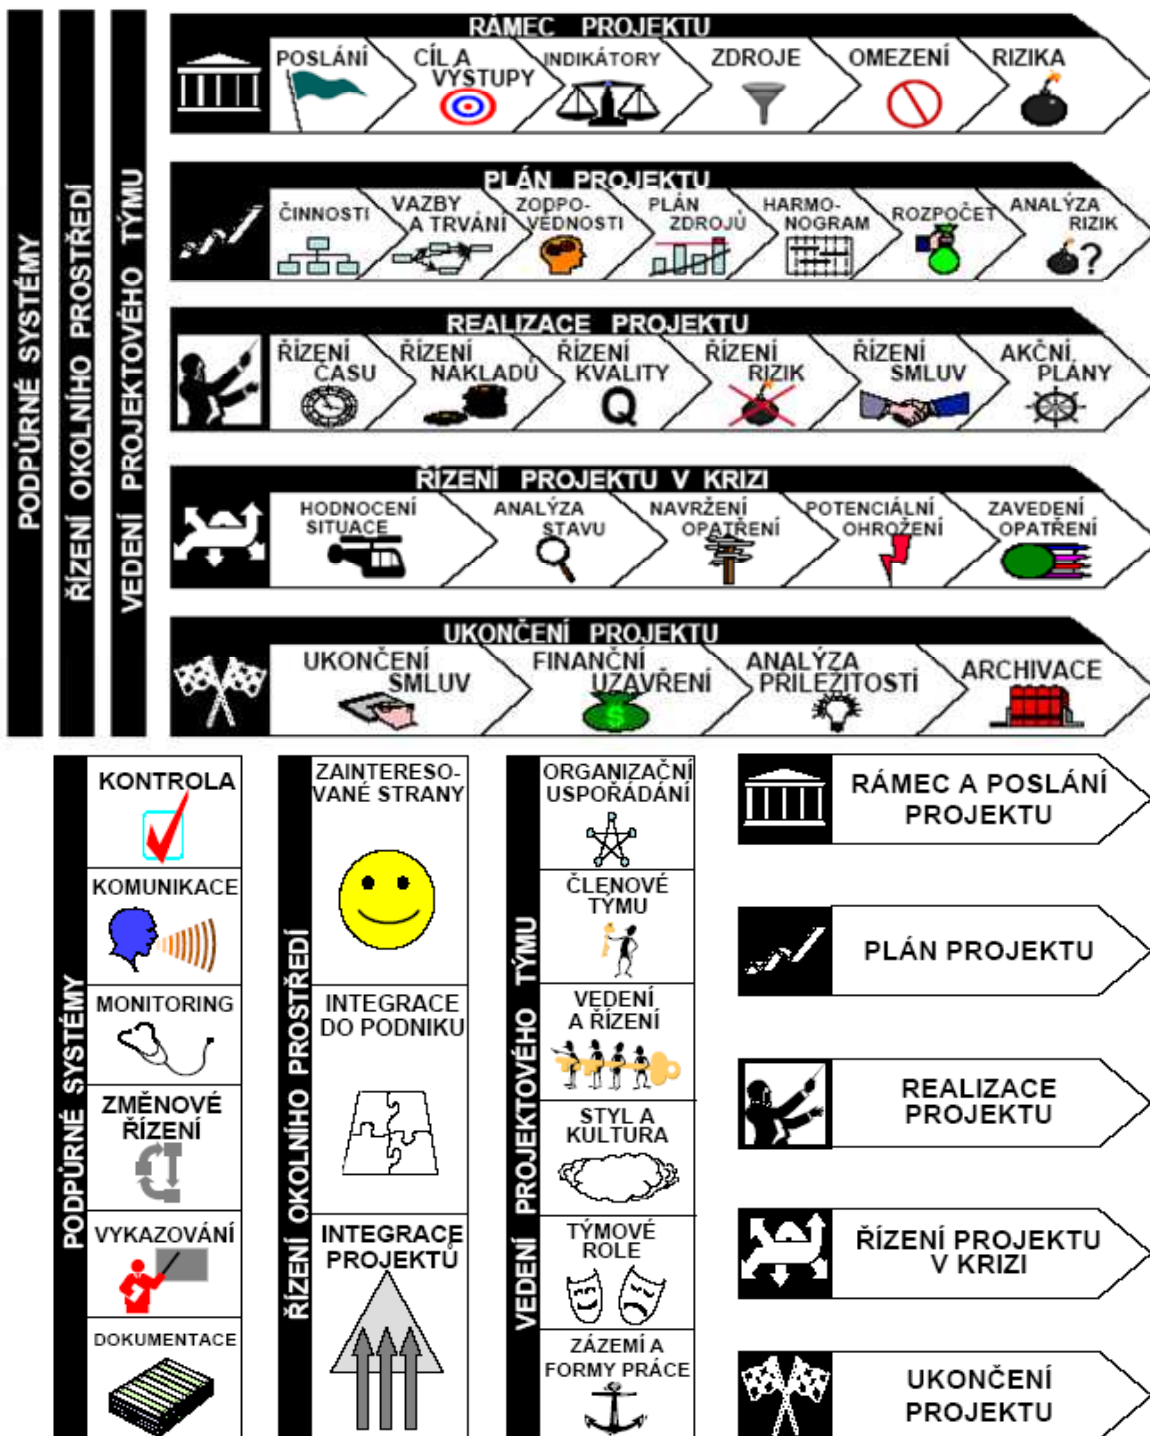 PODPŮRNÉ SYSTÉMY
ŘÍZENÍ OKOLNÍHO PROSTŘEDÍ
VEDENÍ PROJEKTOVÉHO TÝMU
RÁMEC PROJEKTU
POSLÁNÍ
CÍL A
VÝSTUPY
INDIKÁTORY
ZDROJE
OMEZENÍ
RIZIKA
PLÁN PROJEKTU
ČINNOSTI
VAZBY
A TRVÁNÍ
ZODPO-
VĚDNOSTI
PLÁN
ZDROJŮ
HARMO-
NOGRAM
ROZPOČET
ANALÝZA
RIZIK
?
REALIZACE PROJEKTU
ŘÍZENÍ
ČASU
ŘÍZENÍ
NÁKLADŮ
ŘÍZENÍ
KVALITY
Q
ŘÍZENÍ
RIZIK
ŘÍZENÍ
SMLUV
AKČNÍ
PLÁNY
ŘÍZENÍ PROJEKTU V KRIZI
HODNOCENÍ
SITUACE
ANALÝZA
STAVU
NAVRŽENÍ
OPATŘENÍ
POTENCIÁLNÍ
OHROŽENÍ
ZAVEDENÍ
OPATŘENÍ
UKONČENÍ PROJEKTU
UKONČENÍ
SMLUV
FINANČNÍ
UZAVŘENÍ
$
ANALÝZA
PŘÍLEŽITOSTÍ
ARCHIVACE
PODPŮRNÉ SYSTÉMY
KONTROLA
KOMUNIKACE
MONITORING
ZMĚNOVÉ
ŘÍZENÍ
VYKAZOVÁNÍ
DOKUMENTACE
ŘÍZENÍ OKOLNÍHO PROSTŘEDÍ
ZAINTERESO-
VANÉ STRANY
INTEGRACE
DO PODNIKU
INTEGRACE
PROJEKTŮ
VEDENÍ PROJEKTOVÉHO TÝMU
ORGANIZAČNÍ
USPOŘÁDÁNÍ
ČLENOVÉ
TÝMU
VEDENÍ
A ŘÍZENÍ
STYL A
KULTURA
TÝMOVÉ
ROLE
ZÁZEMÍ A
FORMY PRÁCE
RÁMEC A POSLÁNÍ
PROJEKTU
PLÁN PROJEKTU
REALIZACE
PROJEKTU
ŘÍZENÍ PROJEKTU
V KRIZI
UKONČENÍ
PROJEKTU